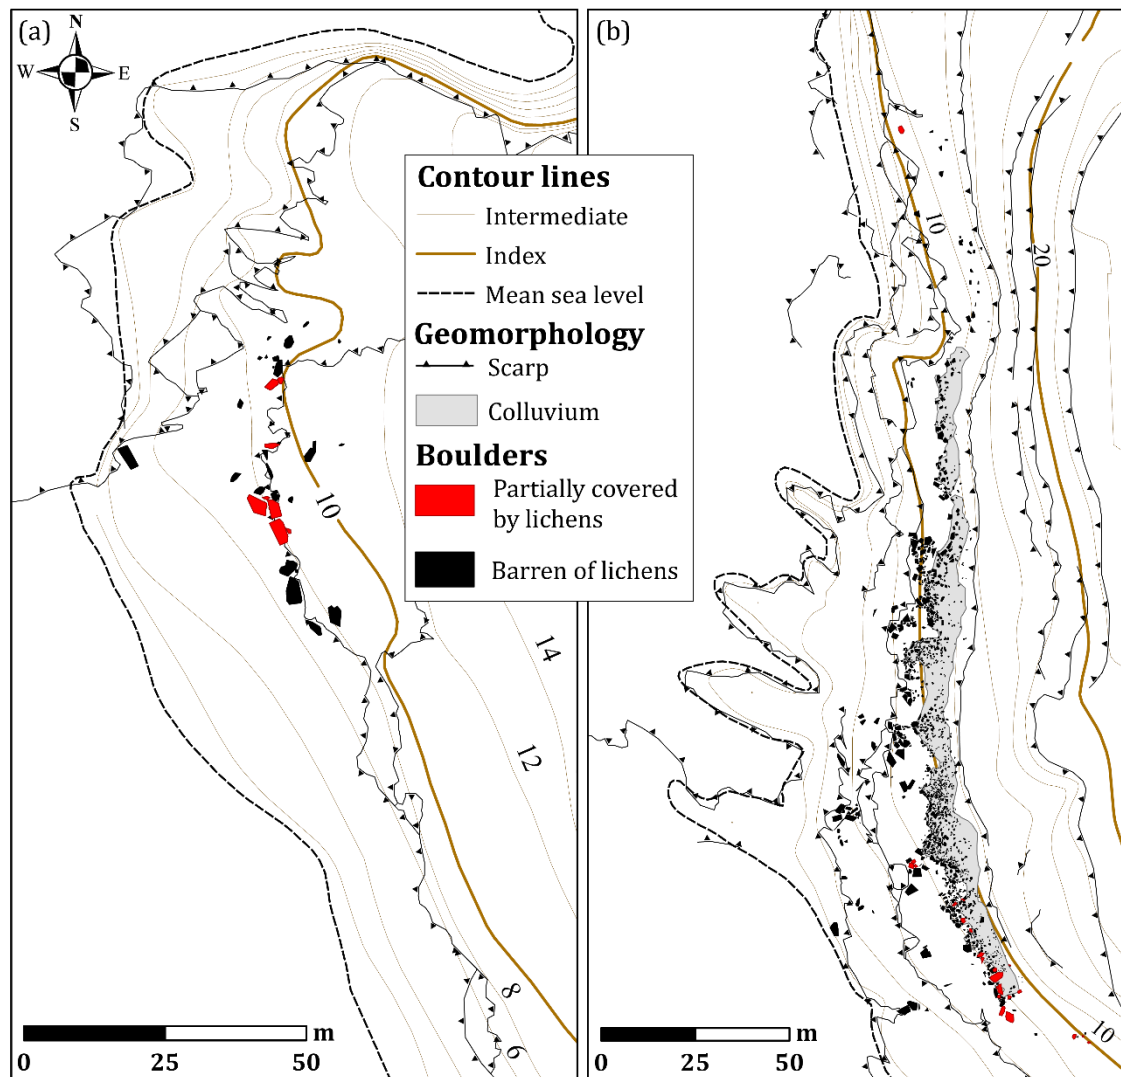 (a)
N
W E
S
(b)
Contour lines
Intermediate
Index
Mean sea level
Geomorphology
Scarp
Colluvium
Boulders
Partially covered
by lichens
Barren of lichens
10
14
12
8
6
10
20
10
m
0 25 50
m
0 25 50